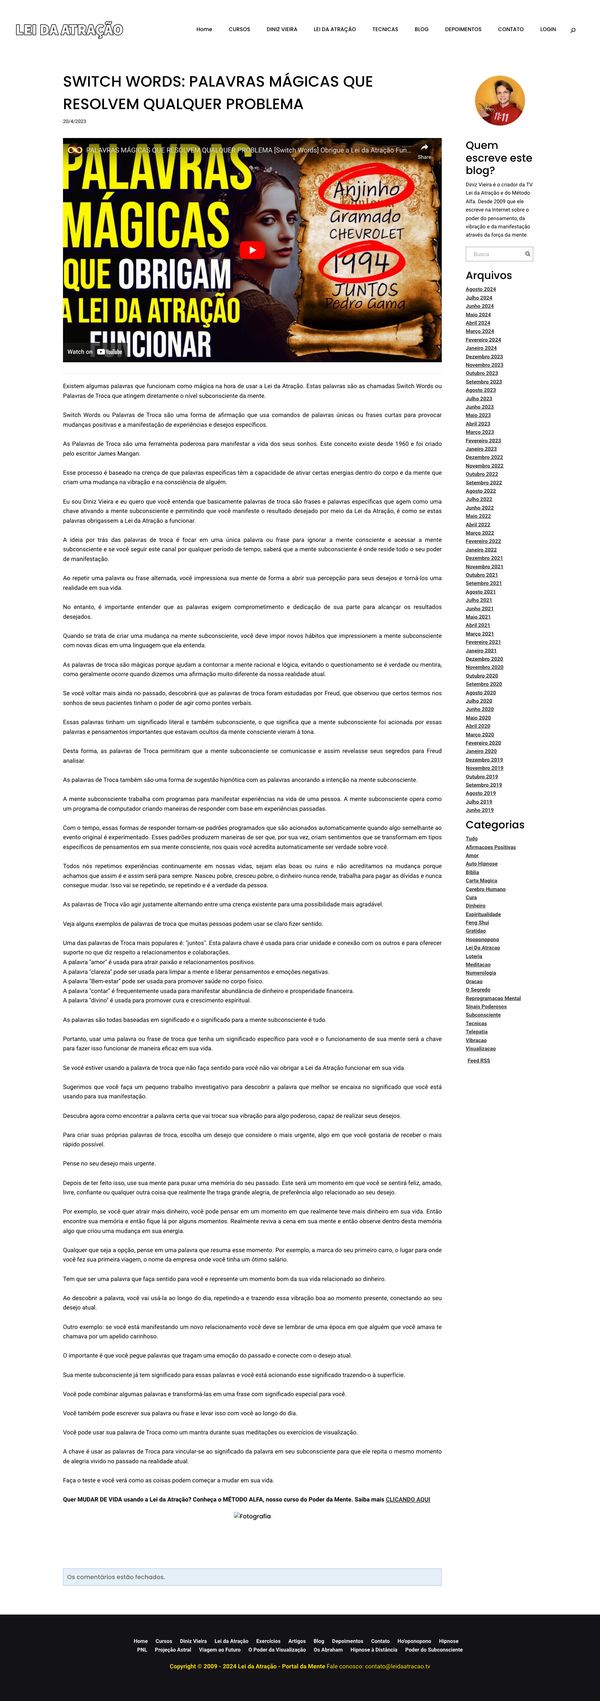 LEI DA ATRAÇÃO
Home CURSOS DINIZ VIEIRA LEI DA ATRAÇÃO TECNICAS BLOG DEPOIMENTOS CONTATO LOGIN
SWITCH WORDS: PALAVRAS MÁGICAS QUE
RESOLVEM QUALQUER PROBLEMA
20/4/2023
PALAVRAS MÁGICAS QUE RESOLVEM QUALQUER PROBLEMA [Switch Words] Obrigue a Lei da Atração Fun...
Share
PALAVRAS
MÁGICAS
QUE OBRIGAM
A LEI DA ATRAÇÃO
FUNCIONAR
Anjinho
Gramado
CHEVROLET
1994
JUNTOS
Pedro Gama
Watch on YouTube
Existem algumas palavras que funcionam como mágica na hora de usar a Lei da Atração. Estas palavras são as chamadas Switch Words ou
Palavras de Troca que atingem diretamente o nível subconsciente da mente.
Switch Words ou Palavras de Troca são uma forma de afirmação que usa comandos de palavras únicas ou frases curtas para provocar
mudanças positivas e a manifestação de experiências e desejos específicos.
As Palavras de Troca são uma ferramenta poderosa para manifestar a vida dos seus sonhos. Este conceito existe desde 1960 e foi criado
pelo escritor James Mangan.
Esse processo é baseado na crença de que palavras específicas têm a capacidade de ativar certas energias dentro do corpo e da mente que
criam uma mudança na vibração e na consciência de alguém.
Eu sou Diniz Vieira e eu quero que você entenda que basicamente palavras de troca são frases e palavras específicas que agem como uma
chave ativando a mente subconsciente e permitindo que você manifeste o resultado desejado por meio da Lei da Atração, é como se estas
palavras obrigassem a Lei da Atração a funcionar.
A ideia por trás das palavras de troca é focar em uma única palavra ou frase para ignorar a mente consciente e acessar a mente
subconsciente e se você seguir este canal por qualquer período de tempo, saberá que a mente subconsciente é onde reside todo o seu poder
de manifestação.
Ao repetir uma palavra ou frase alternada, você impressiona sua mente de forma a abrir sua percepção para seus desejos e torná-los uma
realidade em sua vida.
No entanto, é importante entender que as palavras exigem comprometimento e dedicação de sua parte para alcançar os resultados
desejados.
Quando se trata de criar uma mudança na mente subconsciente, você deve impor novos hábitos que impressionem a mente subconsciente
com novas dicas em uma linguagem que ela entenda.
As palavras de troca são mágicas porque ajudam a contornar a mente racional e lógica, evitando o questionamento se é verdade ou mentira,
como geralmente ocorre quando dizemos uma afirmação muito diferente da nossa realidade atual.
Se você voltar mais ainda no passado, descobrirá que as palavras de troca foram estudadas por Freud, que observou que certos termos nos
sonhos de seus pacientes tinham o poder de agir como pontes verbais.
Essas palavras tinham um significado literal e também subconsciente, o que significa que a mente subconsciente foi acionada por essas
palavras e pensamentos importantes que estavam ocultos da mente consciente vieram à tona.
Desta forma, as palavras de Troca permitiram que a mente subconsciente se comunicasse e assim revelasse seus segredos para Freud
analisar.
As palavras de Troca também são uma forma de sugestão hipnótica com as palavras ancorando a intenção na mente subconsciente.
A mente subconsciente trabalha com programas para manifestar experiências na vida de uma pessoa. A mente subconsciente opera como
um programa de computador criando maneiras de responder com base em experiências passadas.
Com o tempo, essas formas de responder tornam-se padrões programados que são acionados automaticamente quando algo semelhante ao
evento original é experimentado. Esses padrões produzem maneiras de ser que, por sua vez, criam sentimentos que se transformam em tipos
específicos de pensamentos em sua mente consciente, nos quais você acredita automaticamente ser verdade sobre você.
Todos nós repetimos experiências continuamente em nossas vidas, sejam elas boas ou ruins e não acreditamos na mudança porque
achamos que assim é e assim será para sempre. Nasceu pobre, cresceu pobre, o dinheiro nunca rende, trabalha para pagar as dívidas e nunca
consegue mudar. Isso vai se repetindo, se repetindo e é a verdade da pessoa.
As palavras de Troca vão agir justamente alternando entre uma crença existente para uma possibilidade mais agradável.
Veja alguns exemplos de palavras de troca que muitas pessoas podem usar se claro fizer sentido.
Uma das palavras de Troca mais populares é: "juntos". Esta palavra chave é usada para criar unidade e conexão com os outros e para oferecer
suporte no que diz respeito a relacionamentos e colaborações.
A palavra "amor" é usada para atrair paixão e relacionamentos positivos.
A palavra "clareza" pode ser usada para limpar a mente e liberar pensamentos e emoções negativas.
A palavra "Bem-estar" pode ser usada para promover saúde no corpo físico.
A palavra "contar" é frequentemente usada para manifestar abundância de dinheiro e prosperidade financeira.
A palavra "divino" é usada para promover cura e crescimento espiritual.
As palavras são todas baseadas em significado e o significado para a mente subconsciente é tudo.
Portanto, usar uma palavra ou frase de troca que tenha um significado específico para você e o funcionamento de sua mente será a chave
para fazer isso funcionar de maneira eficaz em sua vida.
Se você estiver usando a palavra de troca que não faça sentido para você não vai obrigar a Lei da Atração funcionar em sua vida.
Sugerimos que você faça um pequeno trabalho investigativo para descobrir a palavra que melhor se encaixa no significado que você está
usando para sua manifestação.
Descubra agora como encontrar a palavra certa que vai trocar sua vibração para algo poderoso, capaz de realizar seus desejos.
Para criar suas próprias palavras de troca, escolha um desejo que considere o mais urgente, algo em que você gostaria de receber o mais
rápido possível.
Pense no seu desejo mais urgente.
Depois de ter feito isso, use sua mente para puxar uma memória do seu passado. Este será um momento em que você se sentirá feliz, amado,
livre, confiante ou qualquer outra coisa que realmente lhe traga grande alegria, de preferência algo relacionado ao seu desejo.
Por exemplo, se você quer atrair mais dinheiro, você pode pensar em um momento em que realmente teve mais dinheiro em sua vida. Então
encontre sua memória e então fique lá por alguns momentos. Realmente reviva a cena em sua mente e então observe dentro desta memória
algo que criou uma mudança em sua energia.
Qualquer que seja a opção, pense em uma palavra que resuma esse momento. Por exemplo, a marca do seu primeiro carro, o lugar para onde
você fez sua primeira viagem, o nome da empresa onde você tinha um ótimo salário.
Tem que ser uma palavra que faça sentido para você e represente um momento bom da sua vida relacionado ao dinheiro.
Ao descobrir a palavra, você vai usá-la ao longo do dia, repetindo-a e trazendo essa vibração boa ao momento presente, conectando ao seu
desejo atual.
Outro exemplo: se você está manifestando um novo relacionamento você deve se lembrar de uma época em que alguém que você amava te
chamava por um apelido carinhoso.
O importante é que você pegue palavras que tragam uma emoção do passado e conecte com o desejo atual.
Sua mente subconsciente já tem significado para essas palavras e você está acionando esse significado trazendo-o à superfície.
Você pode combinar algumas palavras e transformá-las em uma frase com significado especial para você.
Você também pode escrever sua palavra ou frase e levar isso com você ao longo do dia.
Você pode usar sua palavra de Troca como um mantra durante suas meditações ou exercícios de visualização.
A chave é usar as palavras de Troca para vincular-se ao significado da palavra em seu subconsciente para que ele repita o mesmo momento
de alegria vivido no passado na realidade atual.
Faça o teste e você verá como as coisas podem começar a mudar em sua vida.
Quer MUDAR DE VIDA usando a Lei da Atração? Conheça o MÉTODO ALFA, nosso curso do Poder da Mente. Saiba mais CLICANDO AQUI
Fotografia
Os comentários estão fechados.
11:11
Quem
escreve este
blog?
Diniz Vieira é o criador da TV
Lei da Atração e do Método
Alfa. Desde 2009 que ele
escreve na Internet sobre o
poder do pensamento, da
vibração e da manifestação
através da força da mente.
Busca
Arquivos
Agosto 2024
Julho 2024
Junho 2024
Maio 2024
Abril 2024
Março 2024
Fevereiro 2024
Janeiro 2024
Dezembro 2023
Novembro 2023
Outubro 2023
Setembro 2023
Agosto 2023
Julho 2023
Junho 2023
Maio 2023
Abril 2023
Março 2023
Fevereiro 2023
Janeiro 2023
Dezembro 2022
Novembro 2022
Outubro 2022
Setembro 2022
Agosto 2022
Julho 2022
Junho 2022
Maio 2022
Abril 2022
Março 2022
Fevereiro 2022
Janeiro 2022
Dezembro 2021
Novembro 2021
Outubro 2021
Setembro 2021
Agosto 2021
Julho 2021
Junho 2021
Maio 2021
Abril 2021
Março 2021
Fevereiro 2021
Janeiro 2021
Dezembro 2020
Novembro 2020
Outubro 2020
Setembro 2020
Agosto 2020
Julho 2020
Junho 2020
Maio 2020
Abril 2020
Março 2020
Fevereiro 2020
Janeiro 2020
Dezembro 2019
Novembro 2019
Outubro 2019
Setembro 2019
Agosto 2019
Julho 2019
Junho 2019
Categorias
Tudo
Afirmacoes Positivas
Amor
Auto Hipnose
Bíblia
Carta Magica
Cerebro Humano
Cura
Dinheiro
Espiritualidade
Feng Shui
Gratidao
Hooponopono
Lei Da Atracao
Loteria
Meditacao
Numerologia
Oracao
O Segredo
Reprogramacao Mental
Sinais Poderosos
Subconsciente
Tecnicas
Telepatia
Vibracao
Visualizacao
Feed RSS
Home Cursos Diniz Vieira Lei da Atração Exercícios Artigos Blog Depoimentos Contato Ho'oponopono Hipnose
PNL Projeção Astral Viagem ao Futuro O Poder da Visualização Os Abraham Hipnose à Distância Poder do Subconsciente
Copyright © 2009 - 2024 Lei da Atração - Portal da Mente Fale conosco: contato@leidaatracao.tv